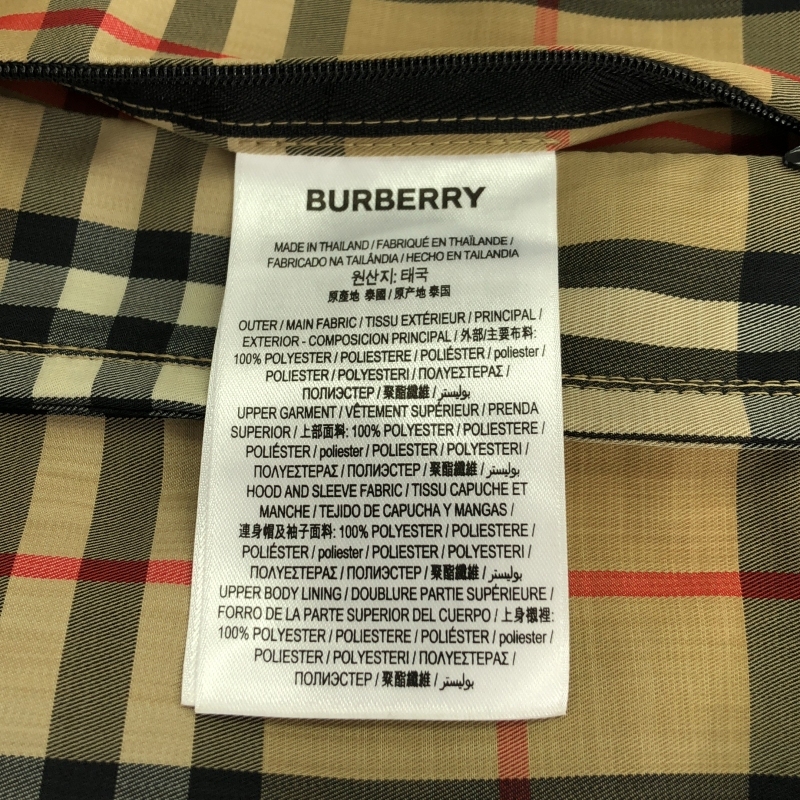 BURBERRY
MADE IN THAILAND / FABRIQUÉ EN THAÏLANDE /
FABRICADO NA TAILÂNDIA / HECHO EN TAILANDIA
원산지: 태국
原產地 泰國 / 原产地 泰国
OUTER / MAIN FABRIC / TISSU EXTÉRIEUR / PRINCIPAL /
EXTERIOR - COMPOSICION PRINCIPAL / 外部/主要布料:
100% POLYESTER / POLIESTERE / POLIÉSTER / poliester /
POLIESTER / POLYESTERI / ΠΟΛΥΕΣΤΕΡΑΣ /
ПОЛИЭСТЕР / 聚酯纖維 / بوليستر
UPPER GARMENT / VÊTEMENT SUPÉRIEUR / PRENDA
SUPERIOR / 上部面料: 100% POLYESTER / POLIESTERE /
POLIÉSTER / poliester / POLIESTER / POLYESTERI /
ΠΟΛΥΕΣΤΕΡΑΣ / ПОЛИЭСТЕР / 聚酯纖維 / بوليستر
HOOD AND SLEEVE FABRIC / TISSU CAPUCHE ET
MANCHE / TEJIDO DE CAPUCHA Y MANGAS /
連身帽及袖子面料: 100% POLYESTER / POLIESTERE /
POLIÉSTER / poliester / POLIESTER / POLYESTERI /
ΠΟΛΥΕΣΤΕΡΑΣ / ПОЛИЭСТЕР / 聚酯纖維 / بوليستر
UPPER BODY LINING / DOUBLURE PARTIE SUPÉRIEURE /
FORRO DE LA PARTE SUPERIOR DEL CUERPO / 上身襯裡:
100% POLYESTER / POLIESTERE / POLIÉSTER / poliester /
POLIESTER / POLYESTERI / ΠΟΛΥΕΣΤΕΡΑΣ /
ПОЛИЭСТЕР / 聚酯纖維 / بوليستر